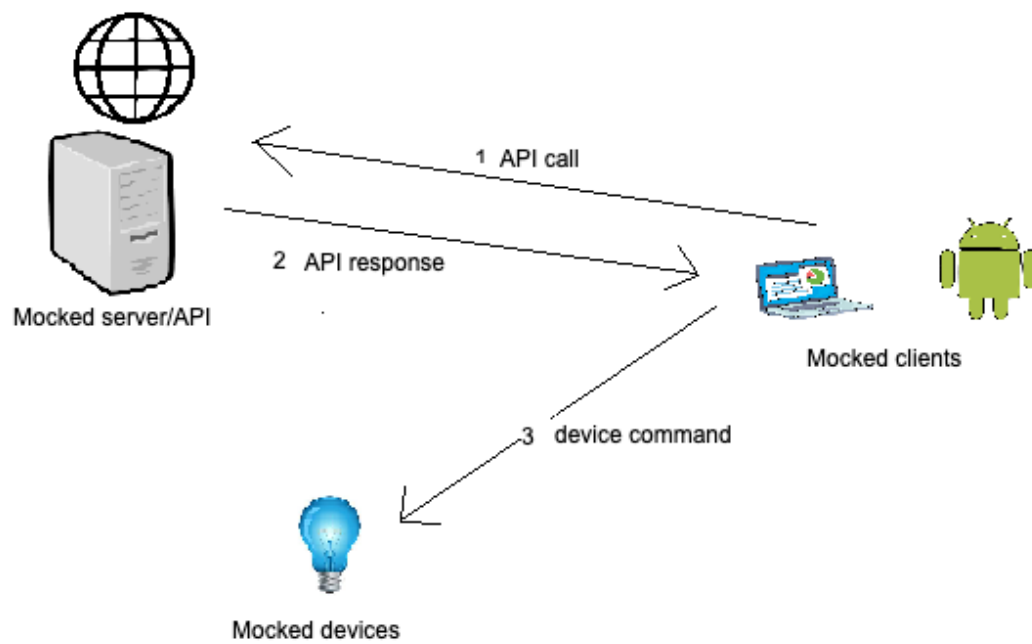 1 API call
2 API response
Mocked server/API
Mocked clients
3 device command
Mocked devices